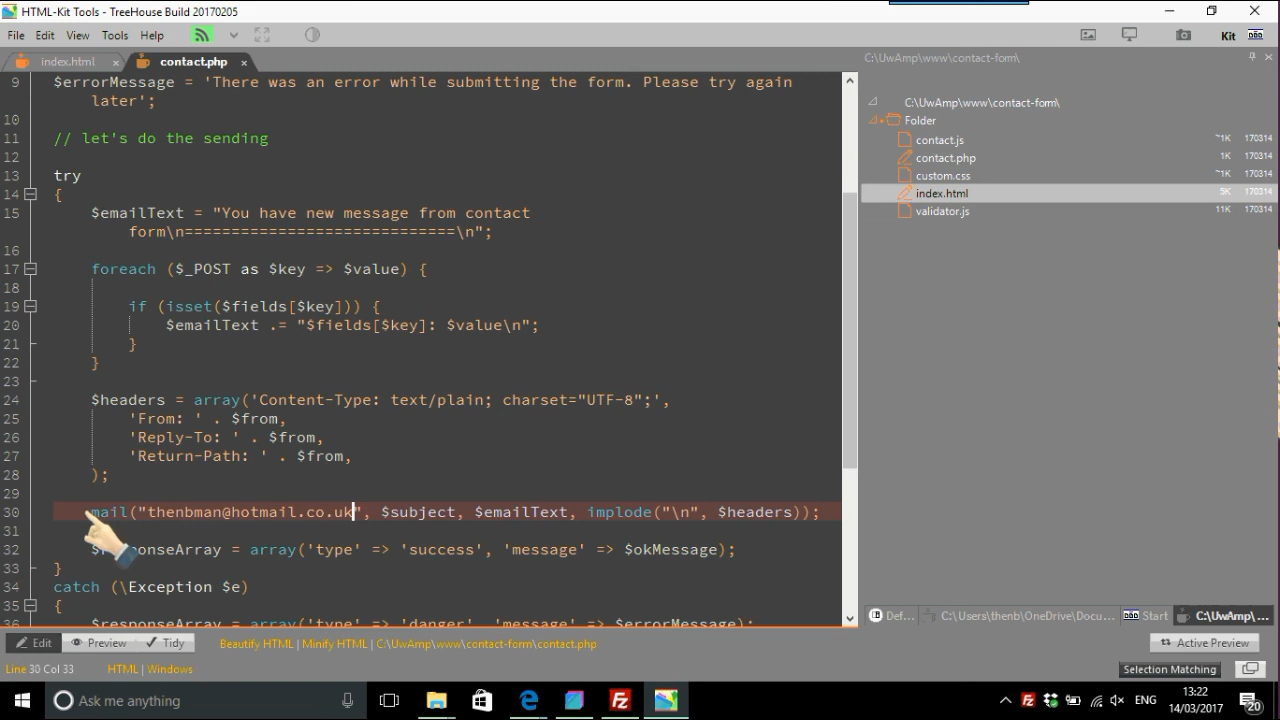 HTML-Kit Tools - TreeHouse Build 20170205
File Edit View Tools Help
Kit
index.html × contact.php ×
C:\UwAmp\www\contact-form\
9 $errorMessage = 'There was an error while submitting the form. Please try again
later';
10
11 // let's do the sending
12
13 try
14 {
15 $emailText = "You have new message from contact
form\n=============================\n";
16
17 foreach ($_POST as $key => $value) {
18
19 if (isset($fields[$key])) {
20 $emailText .= "$fields[$key]: $value\n";
21 }
22 }
23
24 $headers = array('Content-Type: text/plain; charset="UTF-8";',
25 'From: ' . $from,
26 'Reply-To: ' . $from,
27 'Return-Path: ' . $from,
28 );
29
30 mail("thenbman@hotmail.co.uk", $subject, $emailText, implode("\n", $headers));
31
32 $responseArray = array('type' => 'success', 'message' => $okMessage);
33 }
34 catch (\Exception $e)
35 {
36 $responseArray = array('type' => 'danger', 'message' => $errorMessage);
C:\UwAmp\www\contact-form\
Folder
contact.js ~1K 170314
contact.php 1K 170314
custom.css ~1K 170314
index.html 5K 170314
validator.js 11K 170314
Def... C:\Users\thenb\OneDrive\Docu... Start C:\UwAmp\...
Edit Preview Tidy Beautify HTML | Minify HTML | C:\UwAmp\www\contact-form\contact.php Active Preview
Line 30 Col 33 HTML | Windows Selection Matching
Ask me anything
ENG
13:22
14/03/2017
20